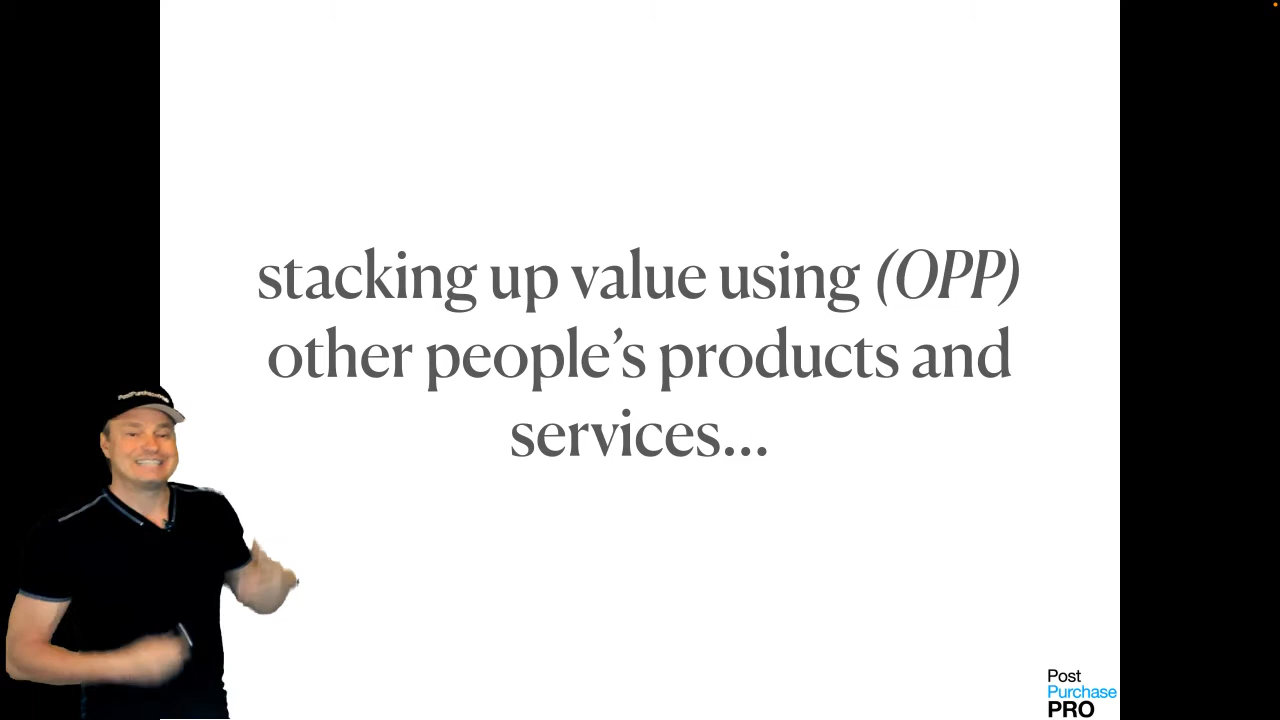 stacking up value using (OPP)
other people’s products and
services...
Post
Purchase
PRO